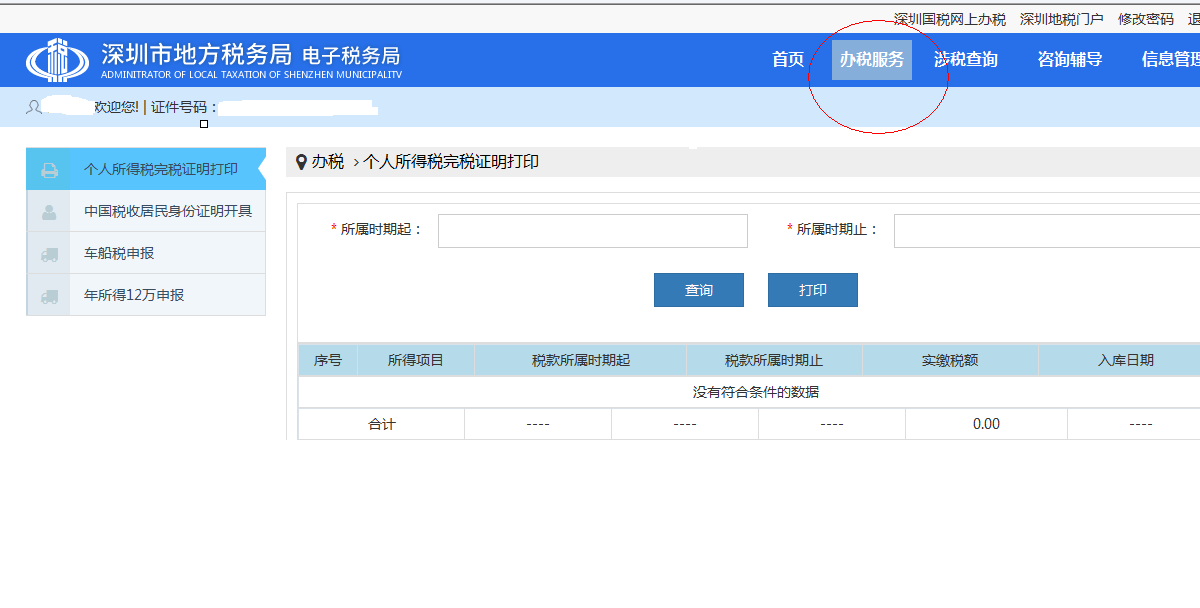 深圳国税网上办税 深圳地税门户 修改密码
深圳市地方税务局 电子税务局
ADMINITRATOR OF LOCAL TAXATION OF SHENZHEN MUNICIPALITV
首页 办税服务 涉税查询 咨询辅导 信息管理
欢迎您! | 证件号码：
个人所得税完税证明打印
中国税收居民身份证明开具
车船税申报
年所得12万申报
办税 › 个人所得税完税证明打印
* 所属时期起： * 所属时期止：
查询 打印
序号 所得项目 税款所属时期起 税款所属时期止 实缴税额 入库日期
没有符合条件的数据
合计 ---- ---- ---- 0.00 ----